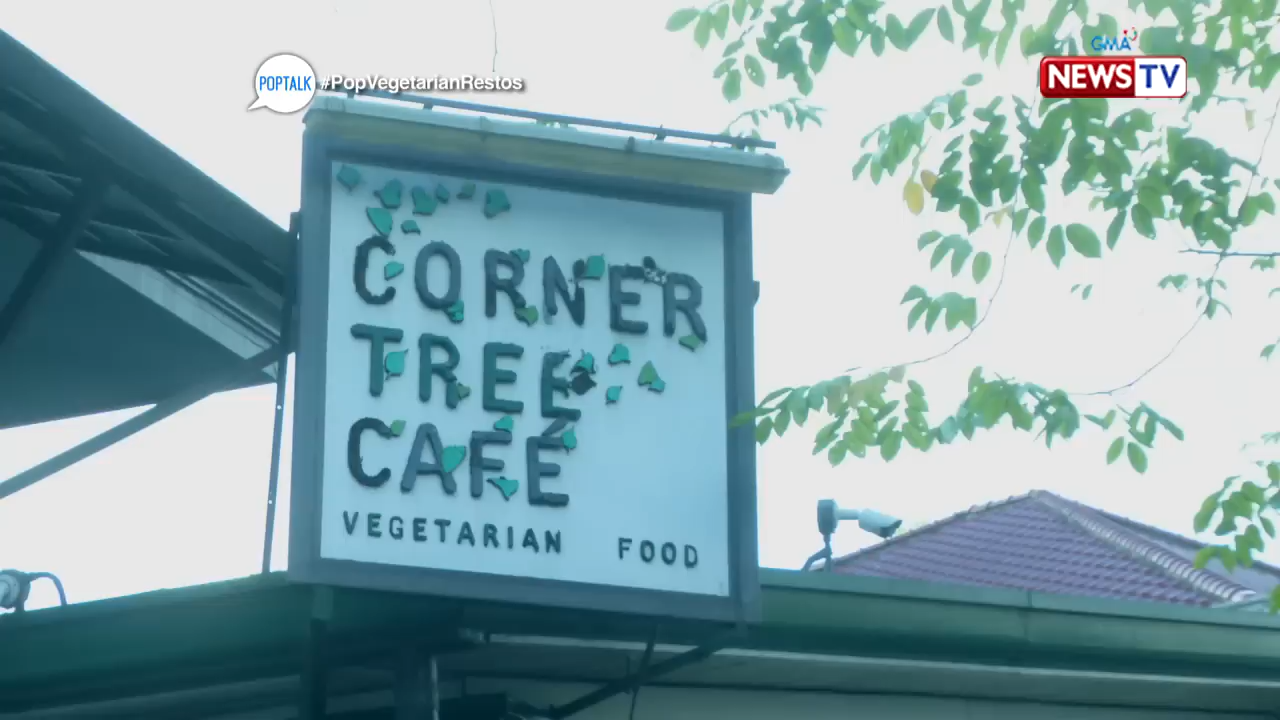 GMA
NEWS TV
POPTALK #PopVegetarianRestos
CORNER
TREE
CAFÉ
VEGETARIAN FOOD